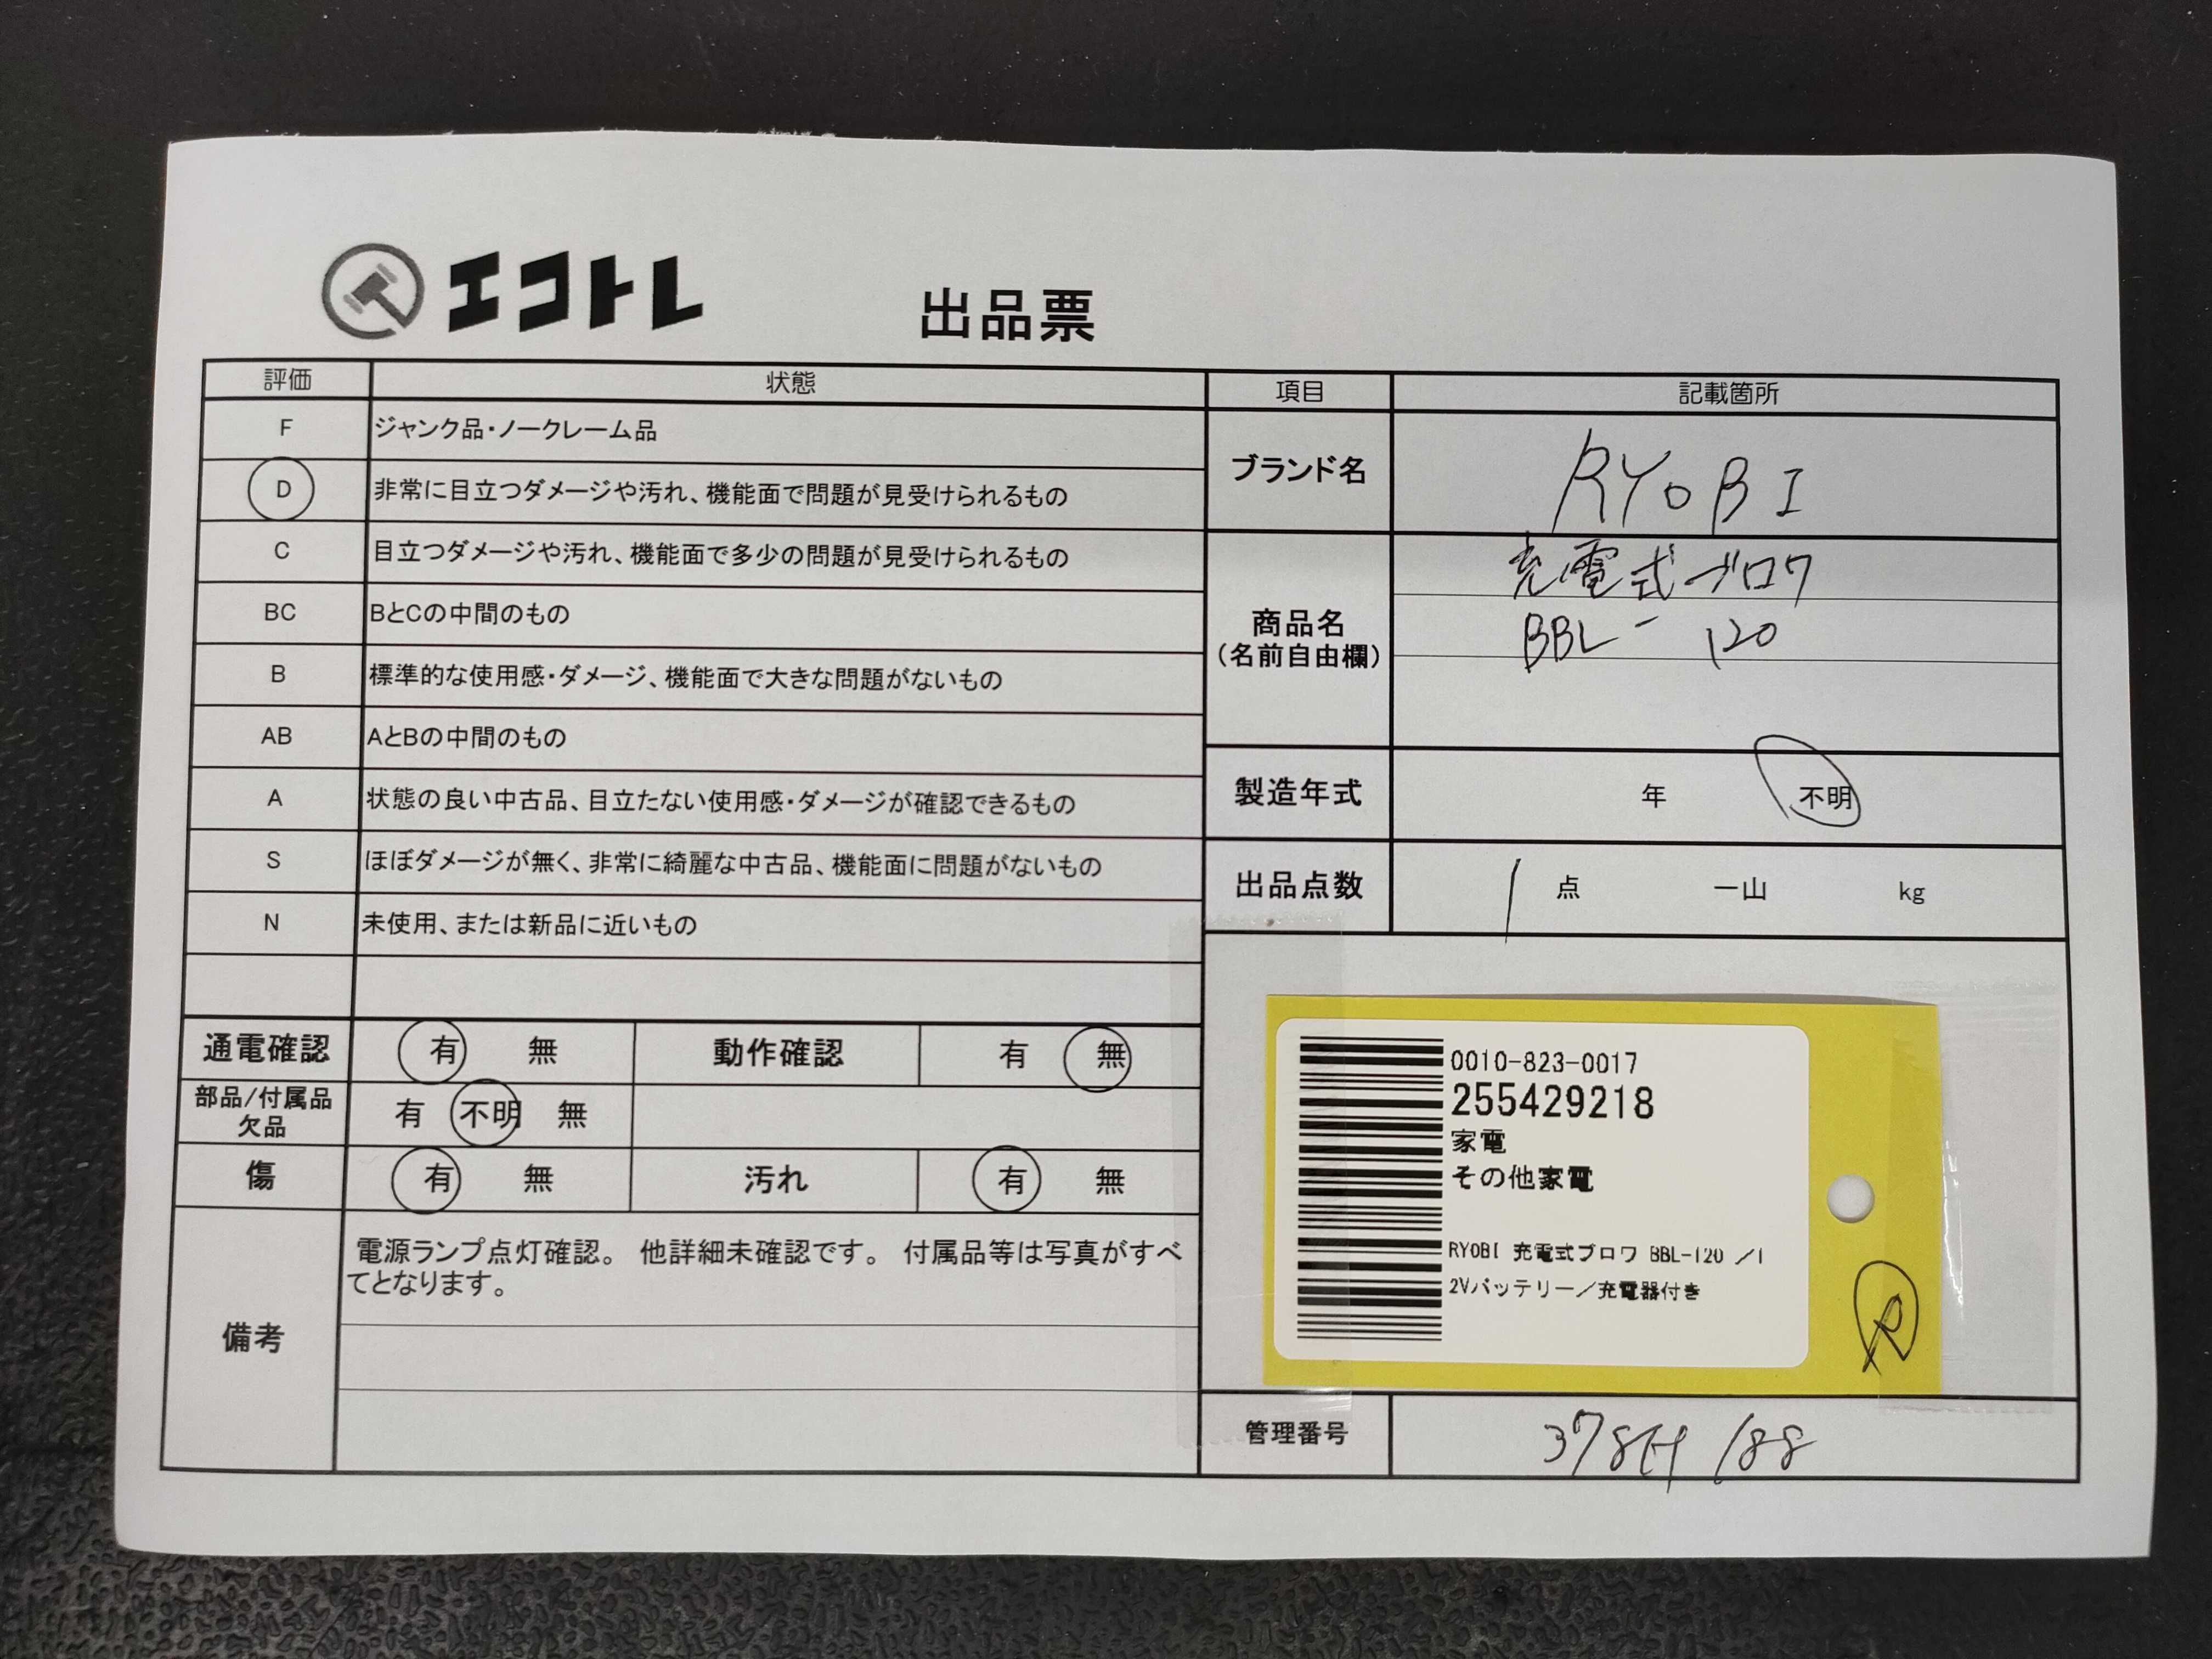 エコトレ
出品票
評価 状態
F ジャンク品・ノークレーム品
D 非常に目立つダメージや汚れ、機能面で問題が見受けられるもの
C 目立つダメージや汚れ、機能面で多少の問題が見受けられるもの
BC BとCの中間のもの
B 標準的な使用感・ダメージ、機能面で大きな問題がないもの
AB AとBの中間のもの
A 状態の良い中古品、目立たない使用感・ダメージが確認できるもの
S ほぼダメージが無く、非常に綺麗な中古品、機能面に問題がないもの
N 未使用、または新品に近いもの
通電確認 有 無 動作確認 有 無
部品/付属品
欠品
有 不明 無
傷 有 無 汚れ 有 無
備考
電源ランプ点灯確認。 他詳細未確認です。 付属品等は写真がすべ
てとなります。
項目 記載箇所
ブランド名 RYOBI
商品名
(名前自由欄)
充電式ブロワ
BBL-120
製造年式 年 不明
出品点数 1 点 一山 kg
0010-823-0017
255429218
家電
その他家電
RYOBI 充電式ブロワ BBL-120 /1
2Vバッテリー/充電器付き
管理番号 378H 188